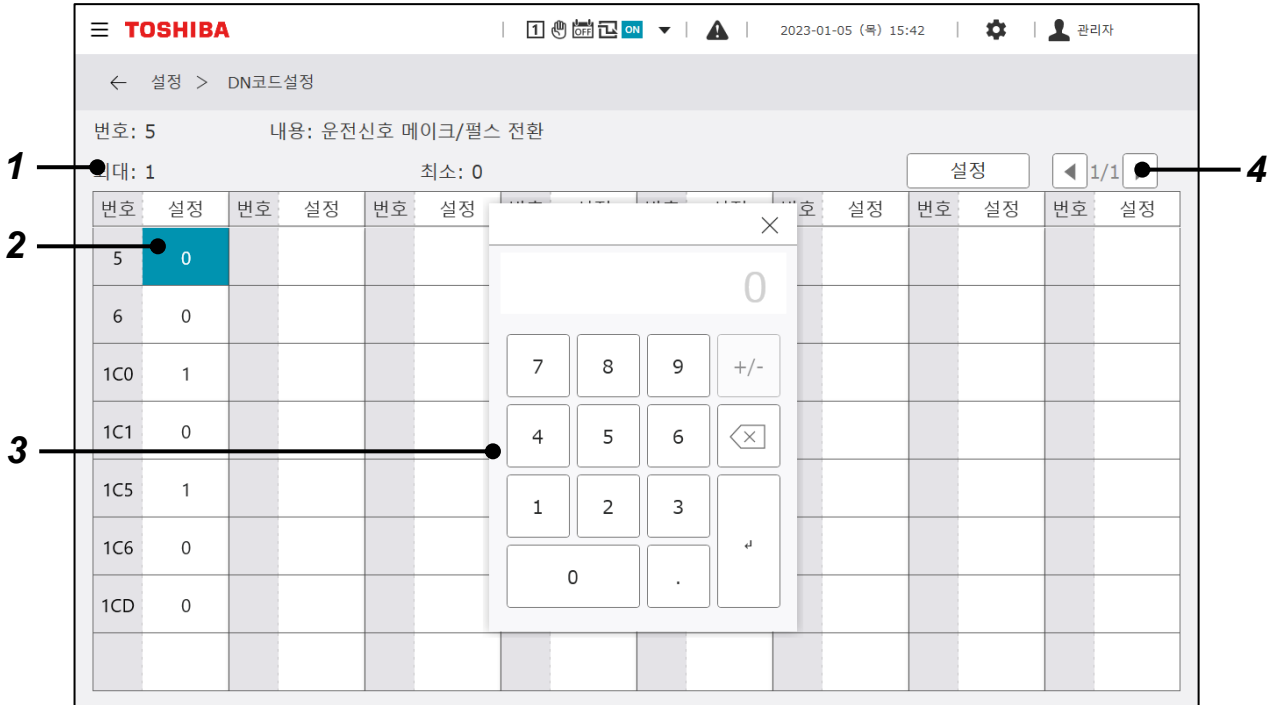 TOSHIBA 1 OFF ON 2023-01-05 (목) 15:42 관리자
설정 > DN코드설정
번호: 5 내용: 운전신호 메이크/펄스 전환
1 대: 1 최소: 0 설정 1/1 4
번호 설정 번호 설정 번호 설정 호 설정 번호 설정 번호 설정
2 5 0 0
6 0 7 8 9 +/-
1C0 1
1C1 0 4 5 6
3
1C5 1 1 2 3
1C6 0 0 .
1CD 0